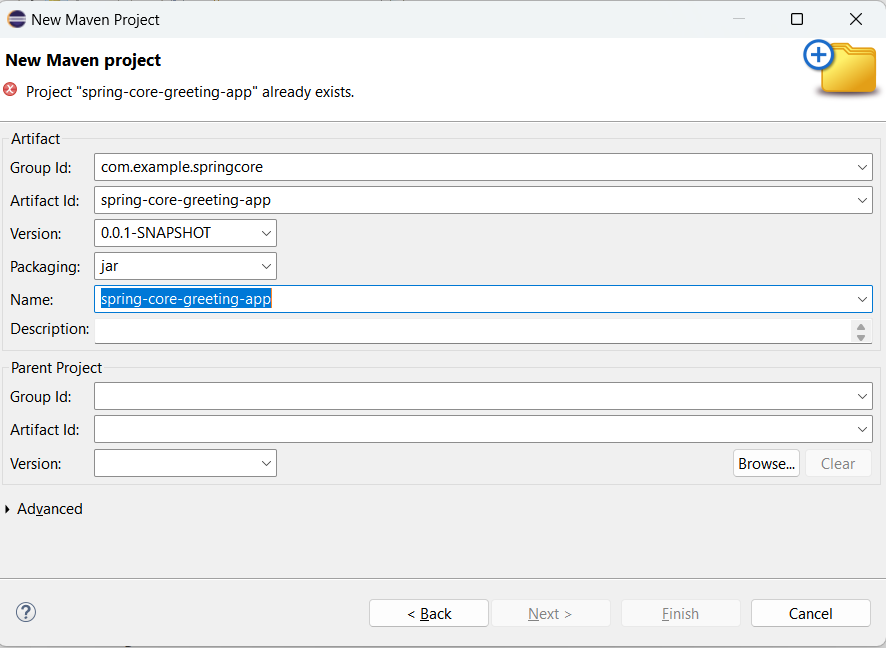 New Maven Project
New Maven project
Project "spring-core-greeting-app" already exists.
Artifact
Group Id: com.example.springcore
Artifact Id: spring-core-greeting-app
Version: 0.0.1-SNAPSHOT
Packaging: jar
Name: spring-core-greeting-app
Description:
Parent Project
Group Id:
Artifact Id:
Version: Browse... Clear
Advanced
? < Back Next > Finish Cancel